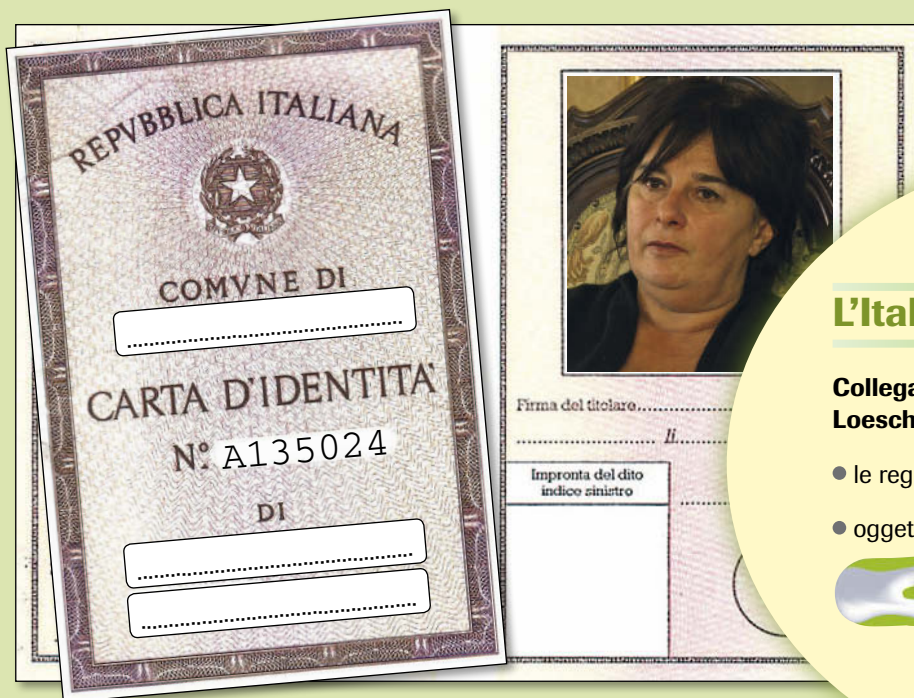 REPVBBLICA ITALIANA
COMVNE DI
CARTA D'IDENTITA'
N° A135024
DI
Firma del titolare
li
Impronta del dito
indice sinistro
L'Ital
Collega
Loesch
le reg
ogget